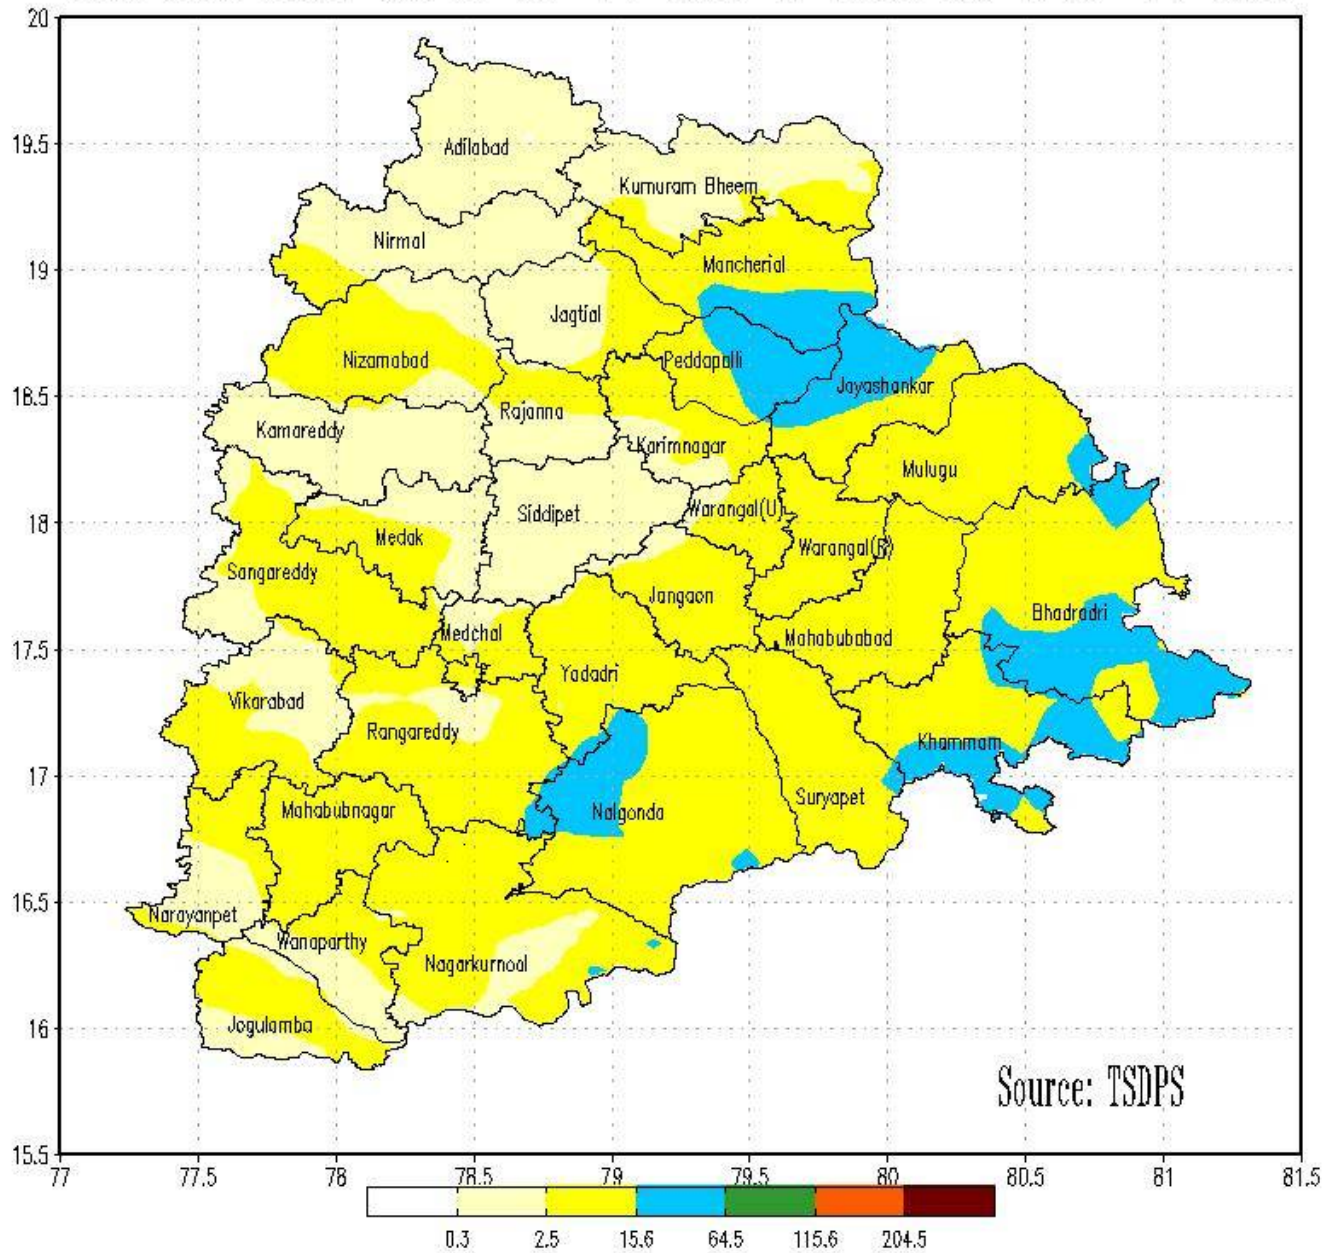 20
Adilabad
19.5
Kumuram Bheem
Nirmal
19
Mancherial
Jagtial
Nizamabad
Peddapalli
Jayashankar
18.5
Rajanna
Kamareddy
Karimnagar
Mulugu
18
Siddipet
Warangal(U)
Medak
Warangal(R)
Sangareddy
Jangaon
Bhadradri
Medchal
Mahabubabad
17.5
Yadadri
Vikarabad
Rangareddy
Khammam
17
Mahabubnagar
Nalgonda
Suryapet
16.5
Narayanpet
Wanaparthy
Nagarkurnool
16
Jogulamba
Source: TSDPS
15.5
77 77.5 78 78.5 79 79.5 80 80.5 81 81.5
0.3 2.5 15.6 64.5 115.6 204.5